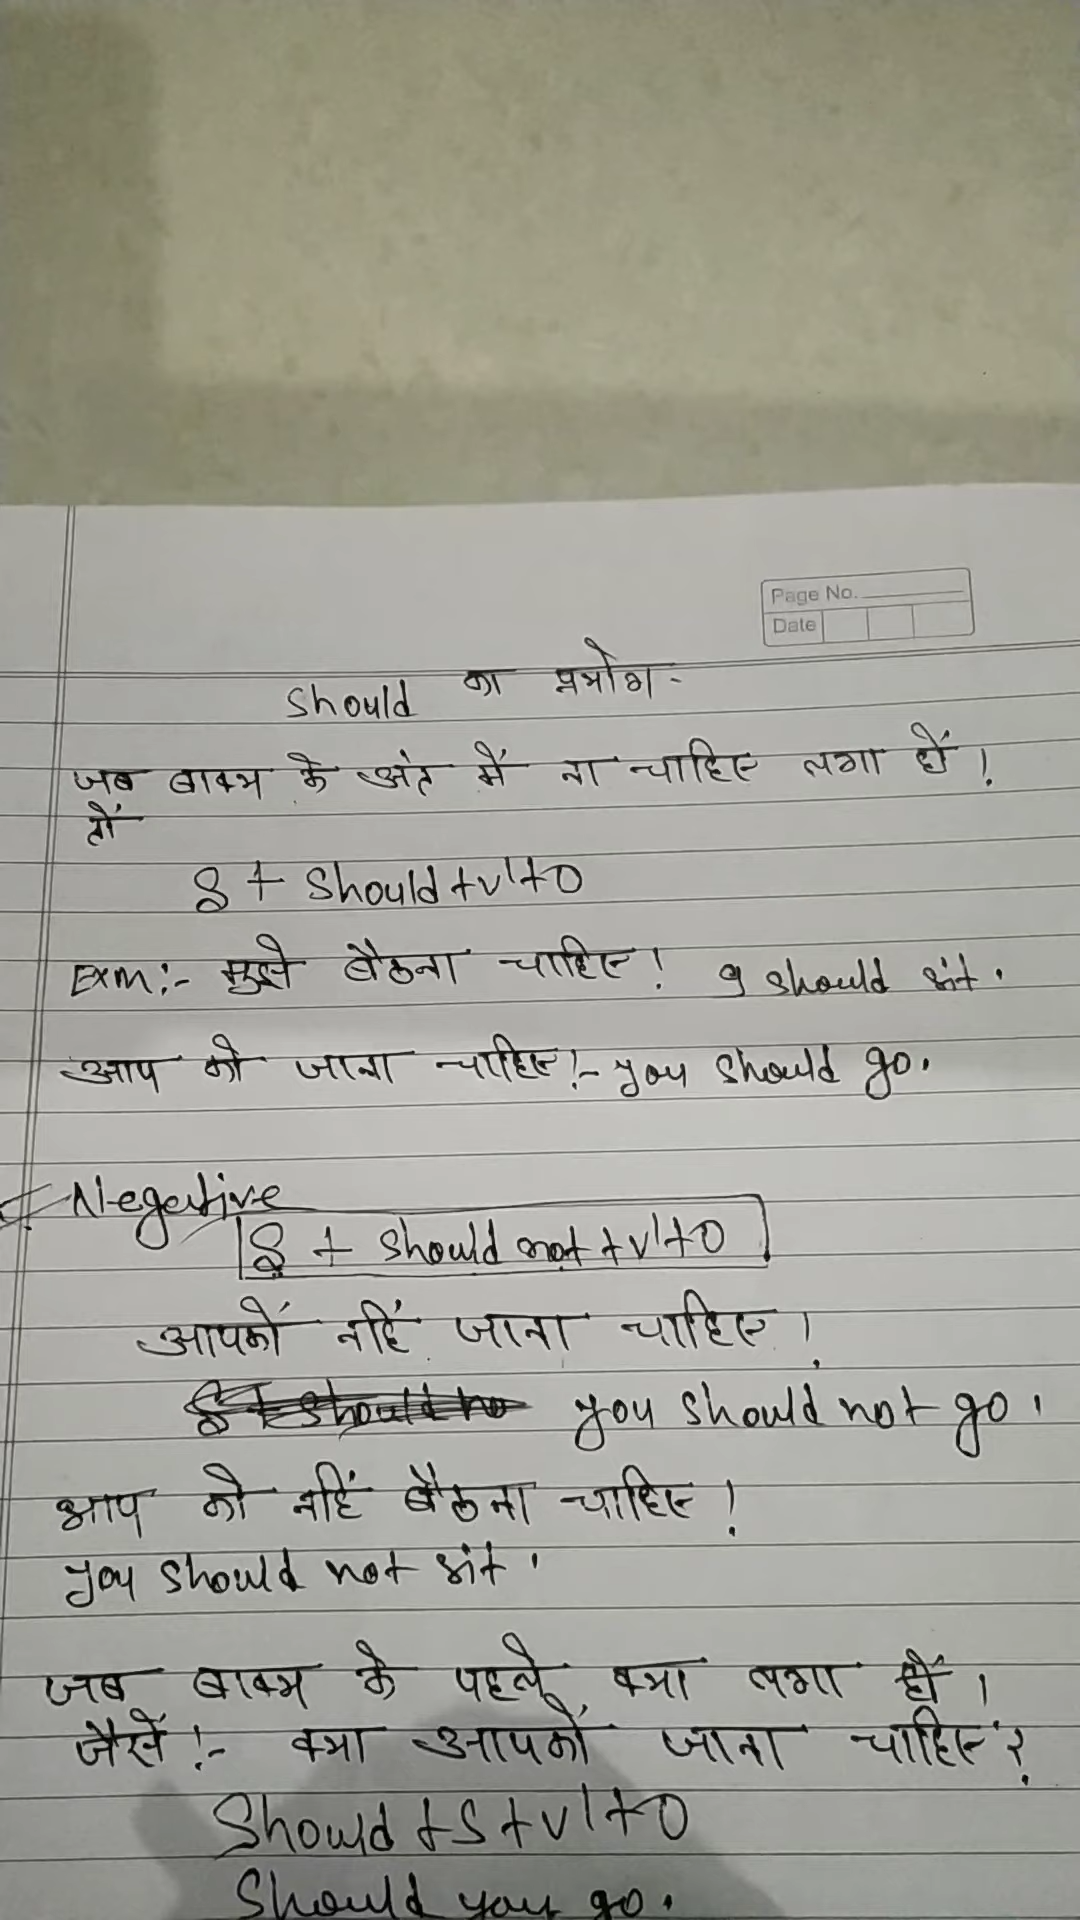 Page No.
Date
should का प्रयोग -
जब बाक्य के अंत में ना चाहिए लगा हों !
तों
S + should + v1 + O
Exm:- मुझे बैठना चाहिए ! I should sit.
आप को जाना चाहिए !- you should go.
Negative
S + should not + v1 + O
आपकों नहिं जाना चाहिए !
you should not go.
आप को नहिं बैठना चाहिए !
you should not sit.
जब बाक्य के पहले क्या लगा हों ।
जैसें !- क्या आपकों जाना चाहिए ?
Should + S + v1 + O
Should you go.